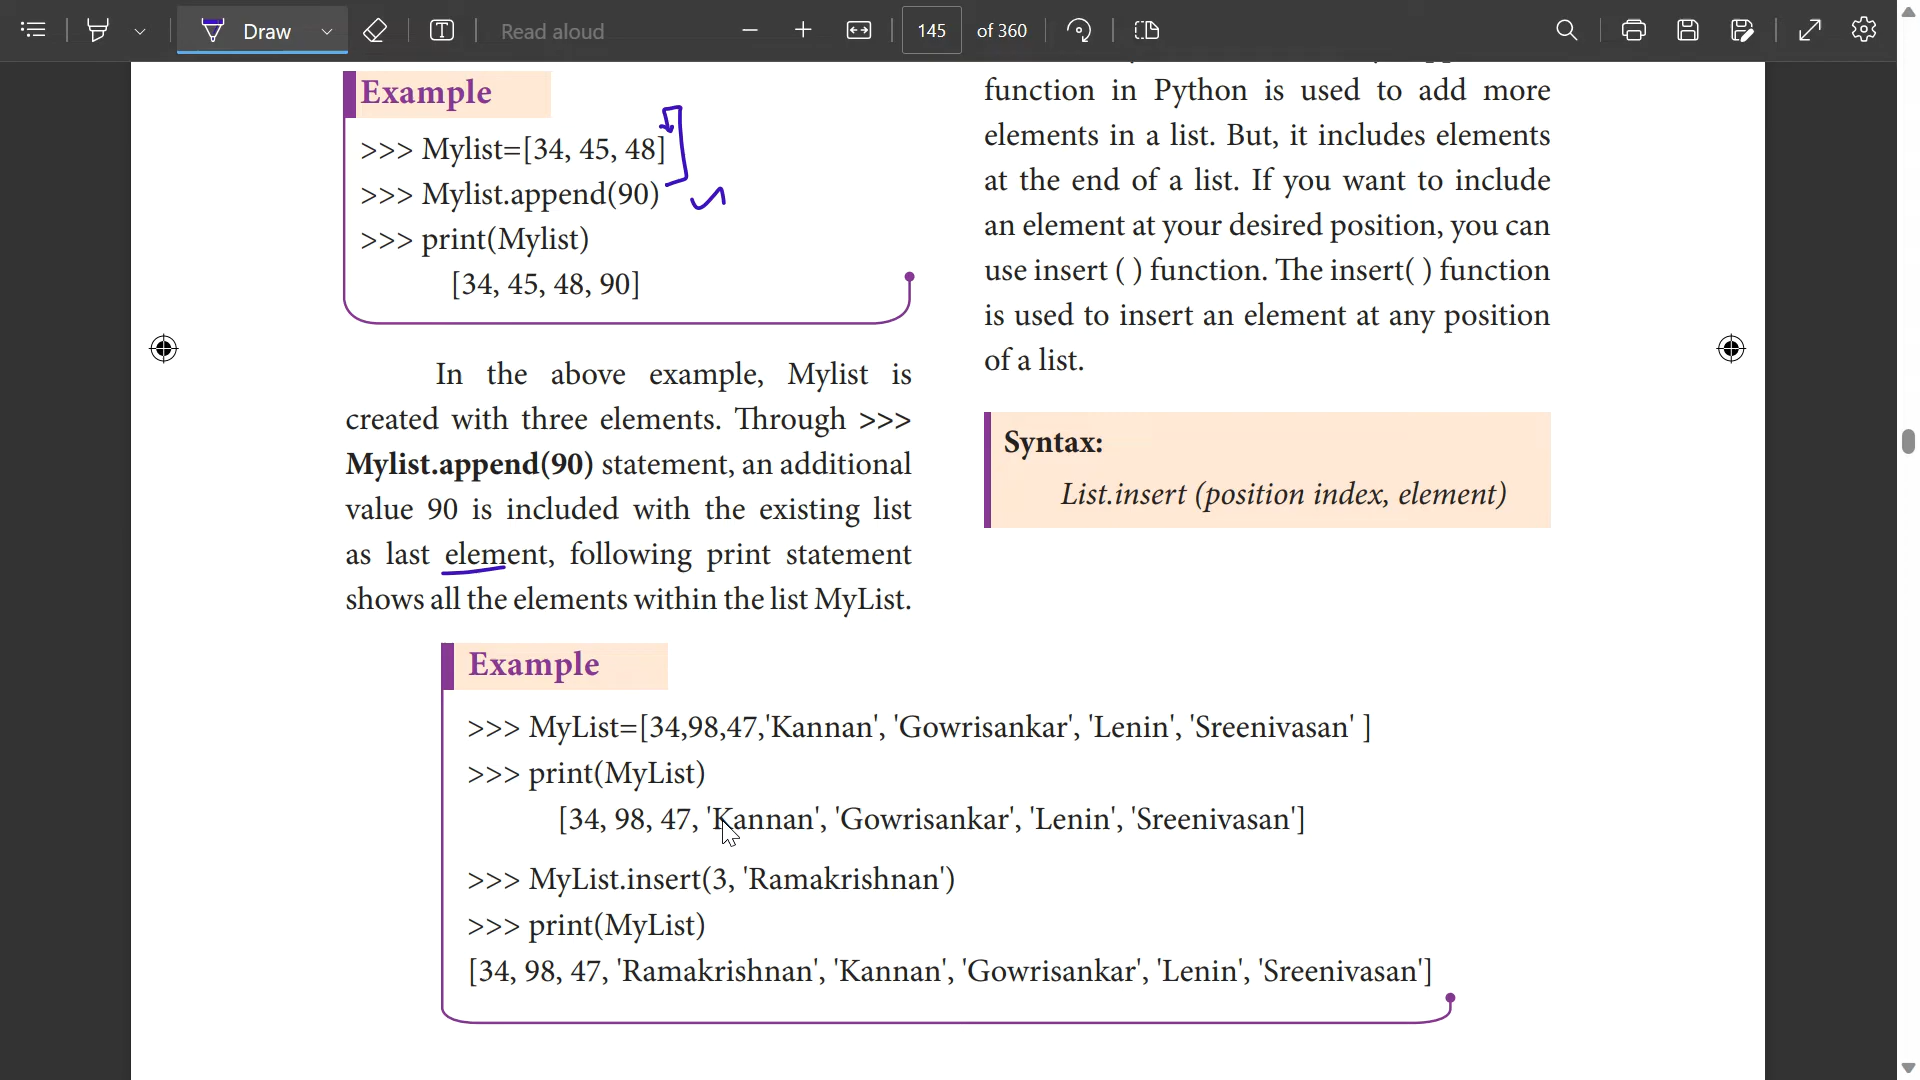 Draw
Read aloud
145 of 360
Example
>>> Mylist=[34, 45, 48]
>>> Mylist.append(90)
>>> print(Mylist)
[34, 45, 48, 90]
In the above example, Mylist is
created with three elements. Through >>>
Mylist.append(90) statement, an additional
value 90 is included with the existing list
as last element, following print statement
shows all the elements within the list MyList.
function in Python is used to add more
elements in a list. But, it includes elements
at the end of a list. If you want to include
an element at your desired position, you can
use insert ( ) function. The insert( ) function
is used to insert an element at any position
of a list.
Syntax:
List.insert (position index, element)
Example
>>> MyList=[34,98,47,'Kannan', 'Gowrisankar', 'Lenin', 'Sreenivasan' ]
>>> print(MyList)
[34, 98, 47, 'Kannan', 'Gowrisankar', 'Lenin', 'Sreenivasan']
>>> MyList.insert(3, 'Ramakrishnan')
>>> print(MyList)
[34, 98, 47, 'Ramakrishnan', 'Kannan', 'Gowrisankar', 'Lenin', 'Sreenivasan']